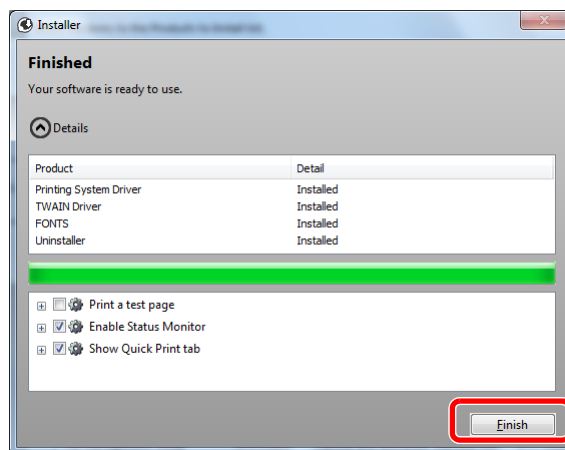 Installer
Finished
Your software is ready to use.
Details
Product Detail
Printing System Driver Installed
TWAIN Driver Installed
FONTS Installed
Uninstaller Installed
Print a test page
Enable Status Monitor
Show Quick Print tab
Finish